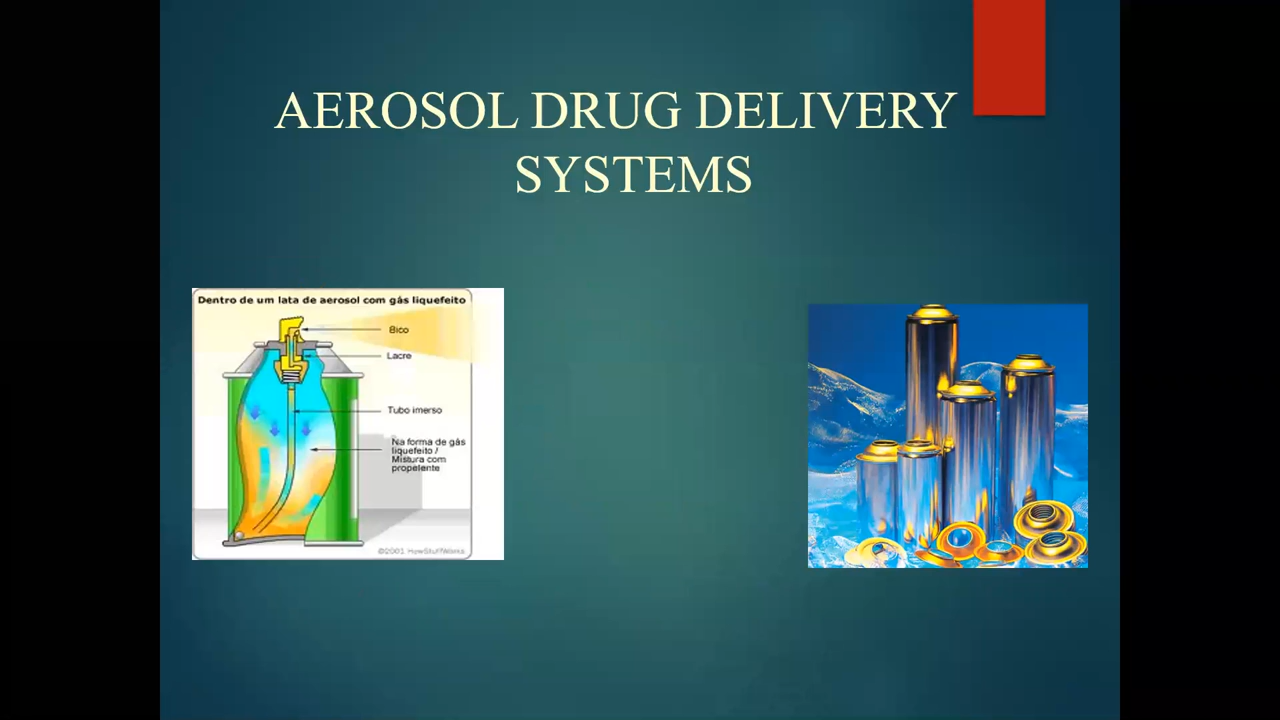 AEROSOL DRUG DELIVERY
SYSTEMS
Dentro de um lata de aerosol com gás liquefeito
Bico
Lacre
Tubo imerso
Na forma de gás
liquefeito /
Mistura com
propelente
©2001 HowStuffWorks